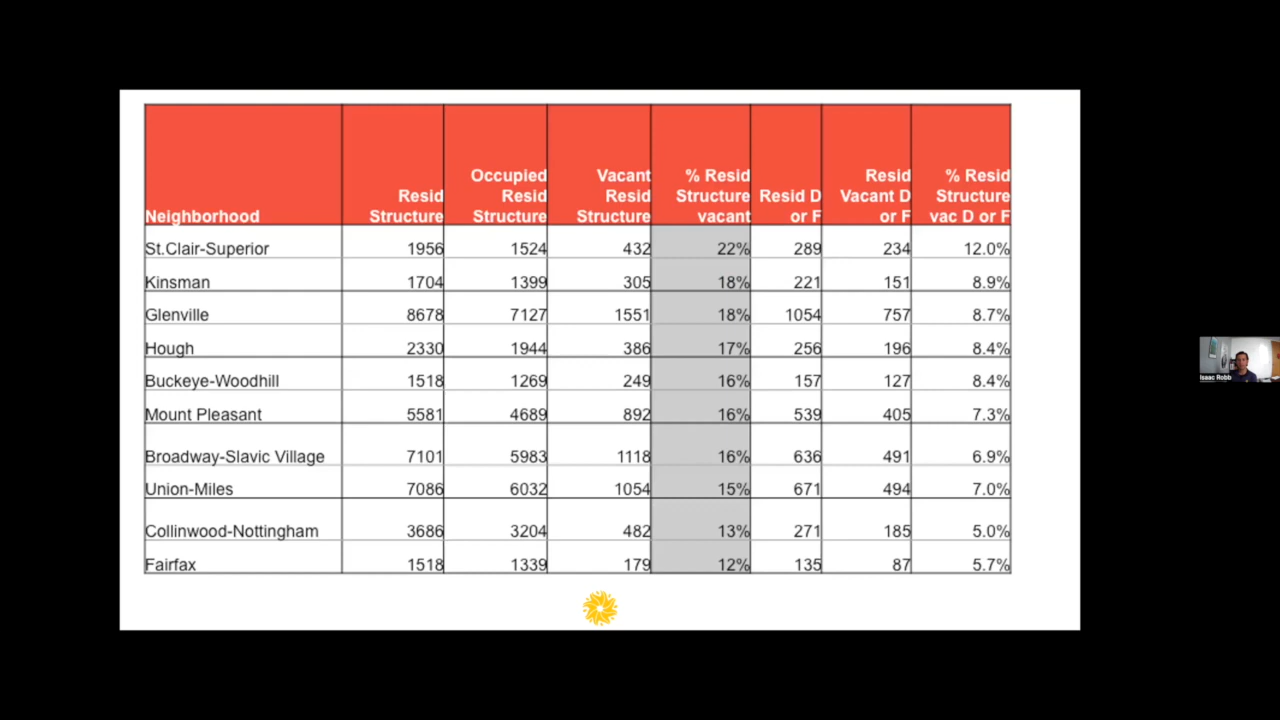 Neighborhood Resid Structure Occupied Resid Structure Vacant Resid Structure % Resid Structure vacant Resid D or F Resid Vacant D or F % Resid Structure vac D or F
St.Clair-Superior 1956 1524 432 22% 289 234 12.0%
Kinsman 1704 1399 305 18% 221 151 8.9%
Glenville 8678 7127 1551 18% 1054 757 8.7%
Hough 2330 1944 386 17% 256 196 8.4%
Buckeye-Woodhill 1518 1269 249 16% 157 127 8.4%
Mount Pleasant 5581 4689 892 16% 539 405 7.3%
Broadway-Slavic Village 7101 5983 1118 16% 636 491 6.9%
Union-Miles 7086 6032 1054 15% 671 494 7.0%
Collinwood-Nottingham 3686 3204 482 13% 271 185 5.0%
Fairfax 1518 1339 179 12% 135 87 5.7%
Isaac Robb